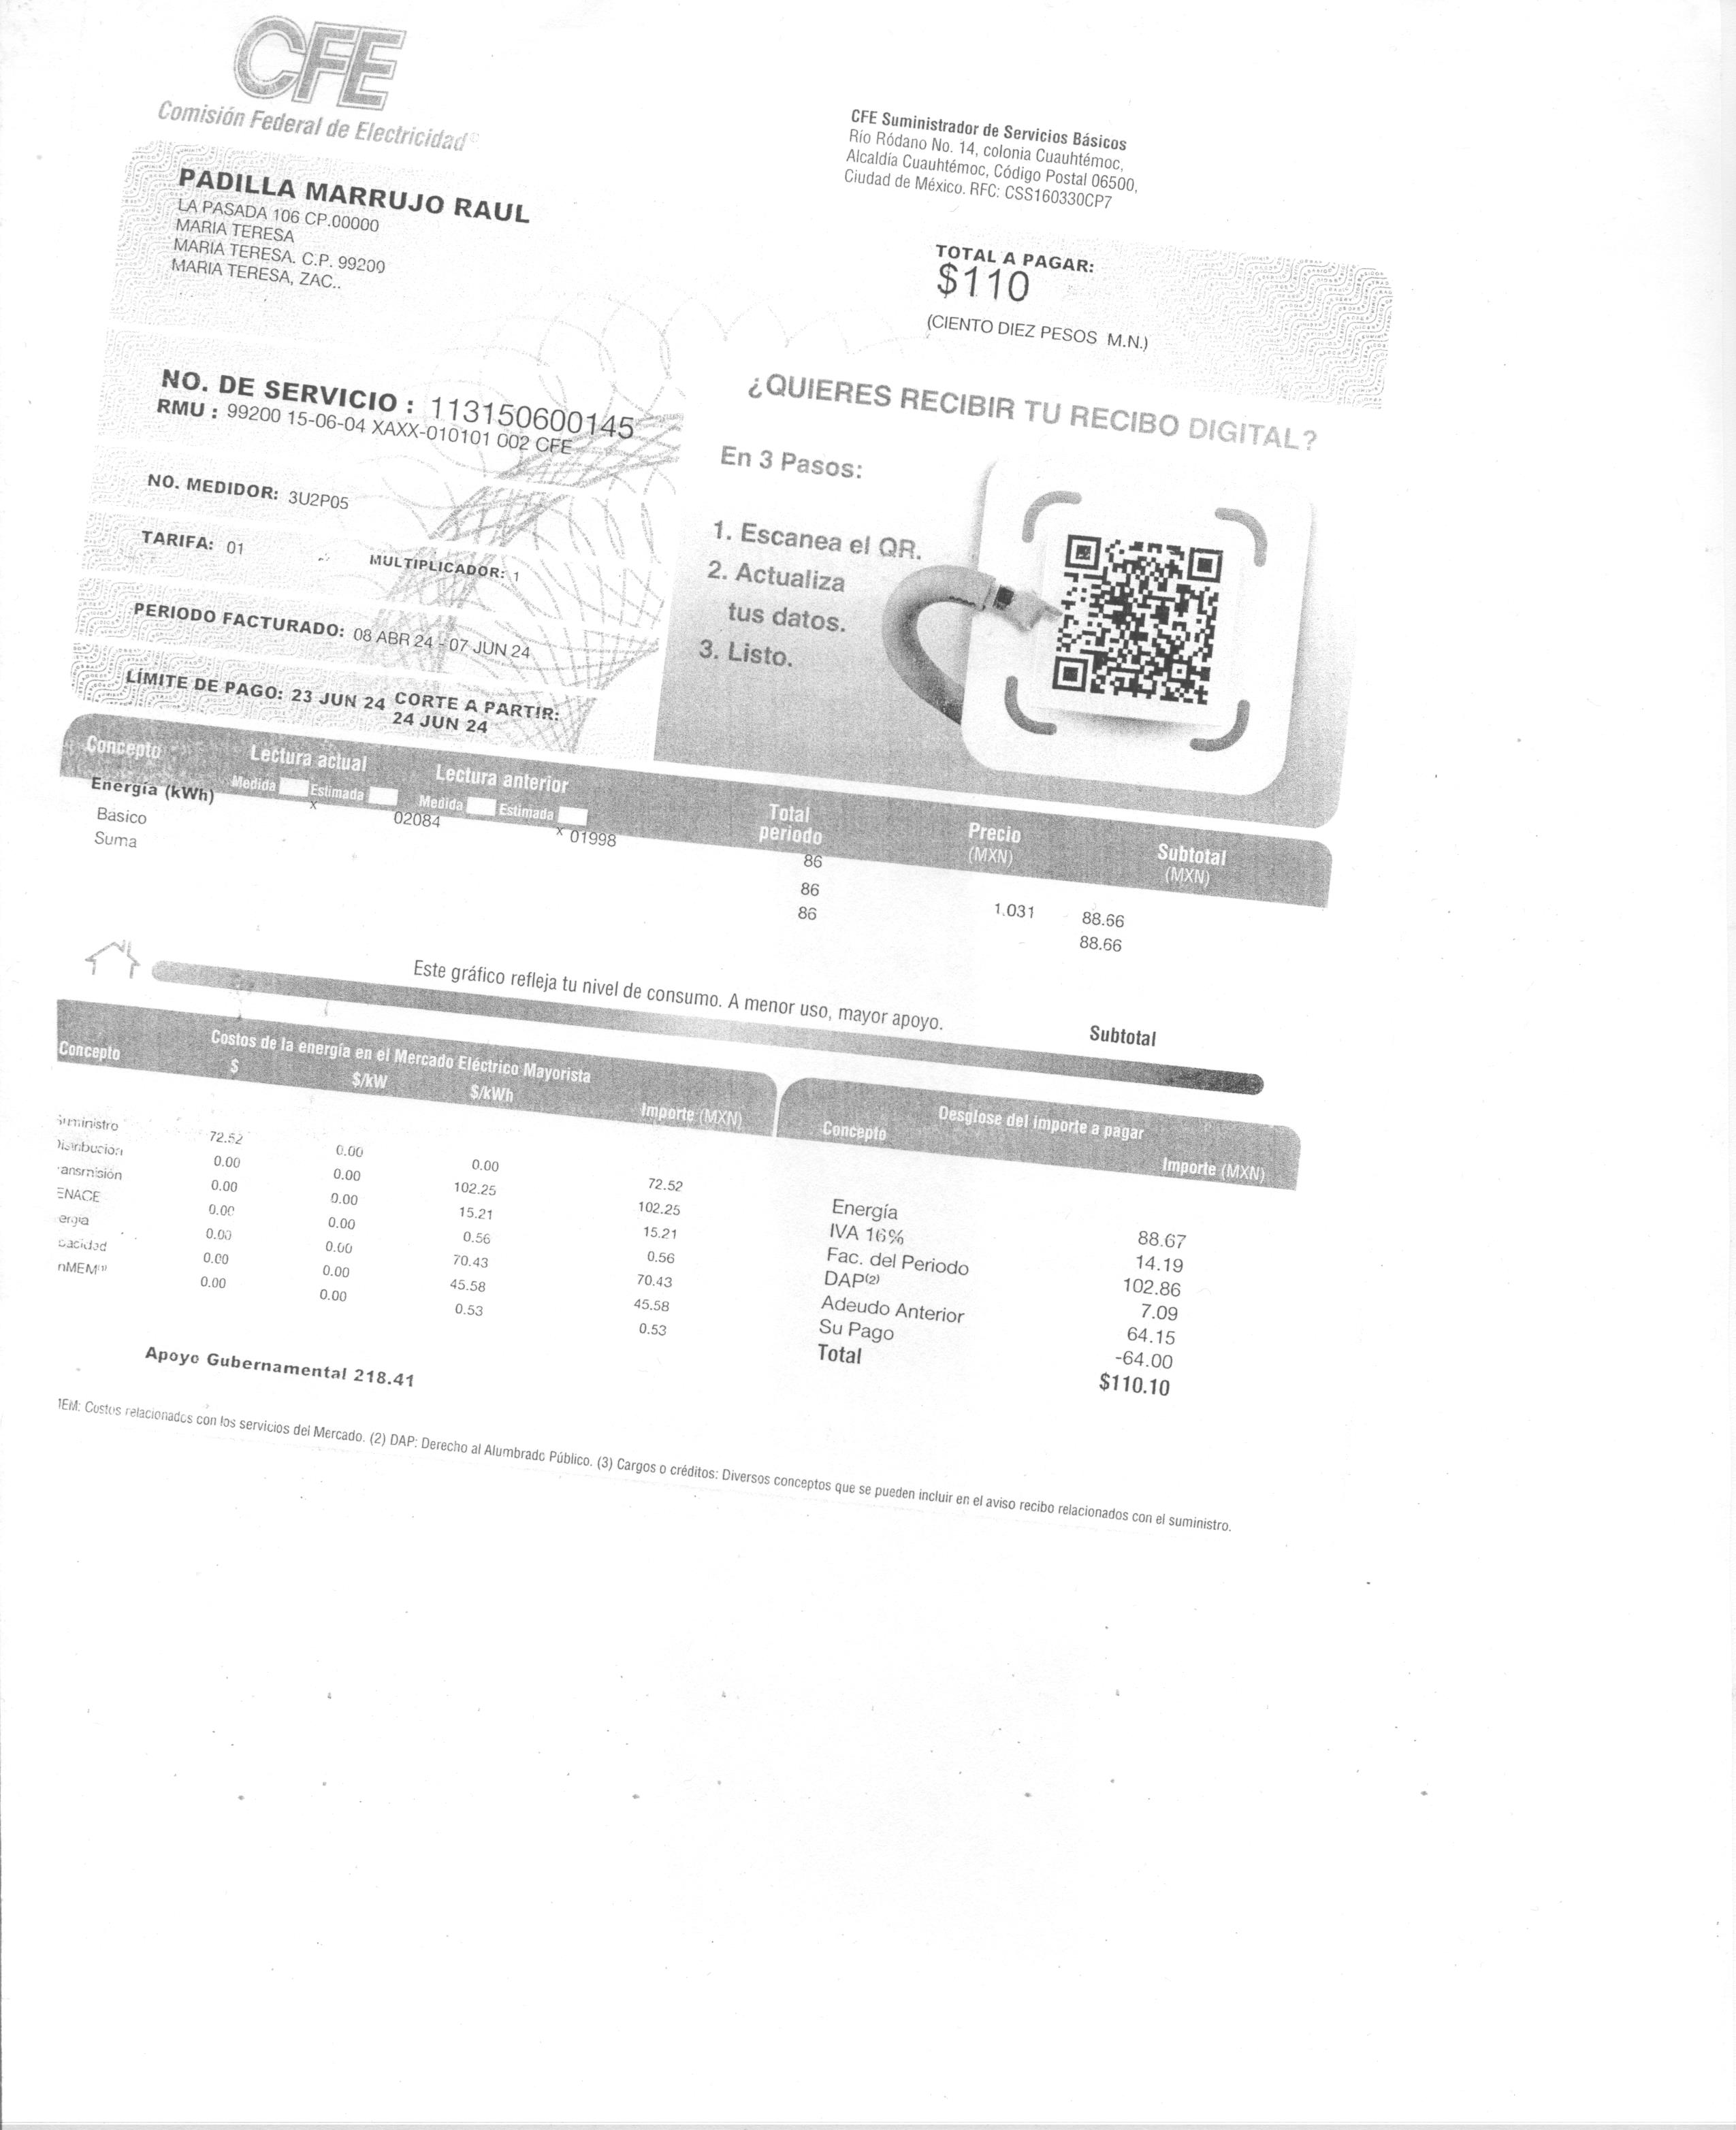 CFE
Comisión Federal de Electricidad
CFE Suministrador de Servicios Básicos
Rio Ródano No. 14, colonia Cuauhtémoc,
Alcaldía Cuauhtémoc, Código Postal 06500,
Ciudad de México. RFC: CSS160330CP7
PADILLA MARRUJO RAUL
LA PASADA 106 CP.00000
MARIA TERESA
MARIA TERESA. C.P. 99200
MARIA TERESA, ZAC..
TOTAL A PAGAR:
$110
(CIENTO DIEZ PESOS M.N.)
NO. DE SERVICIO : 113150600145
RMU : 99200 15-06-04 XAXX-010101 002 CFE
NO. MEDIDOR: 3U2P05
TARIFA: 01 MULTIPLICADOR: 1
PERIODO FACTURADO: 08 ABR 24 - 07 JUN 24
LIMITE DE PAGO: 23 JUN 24 CORTE A PARTIR:
24 JUN 24
¿QUIERES RECIBIR TU RECIBO DIGITAL?
En 3 Pasos:
1. Escanea el QR.
2. Actualiza
tus datos.
3. Listo.
Concepto Lectura actual Lectura anterior Total periodo Precio (MXN) Subtotal (MXN)
Medida Estimada Medida Estimada
Energía (kWh) x 02084 x 01998 86
Basico 86 1.031 88.66
Suma 86 88.66
Este gráfico refleja tu nivel de consumo. A menor uso, mayor apoyo.
Subtotal
Costos de la energía en el Mercado Eléctrico Mayorista
Concepto $ $/kW $/kWh Importe (MXN)
Suministro 72.52 0.00 0.00 72.52
Distribucion 0.00 0.00 102.25 102.25
ansmisión 0.00 0.00 15.21 15.21
ENACE 0.00 0.00 0.56 0.56
ergia 0.00 0.00 70.43 70.43
pacidad 0.00 0.00 45.58 45.58
nMEM(1) 0.00 0.00 0.53 0.53
Apoyo Gubernamental 218.41
Desglose del importe a pagar
Concepto Importe (MXN)
Energía 88.67
IVA 16% 14.19
Fac. del Periodo 102.86
DAP(2) 7.09
Adeudo Anterior 64.15
Su Pago -64.00
Total $110.10
MEM: Costos relacionados con los servicios del Mercado. (2) DAP: Derecho al Alumbrado Público. (3) Cargos o créditos: Diversos conceptos que se pueden incluir en el aviso recibo relacionados con el suministro.